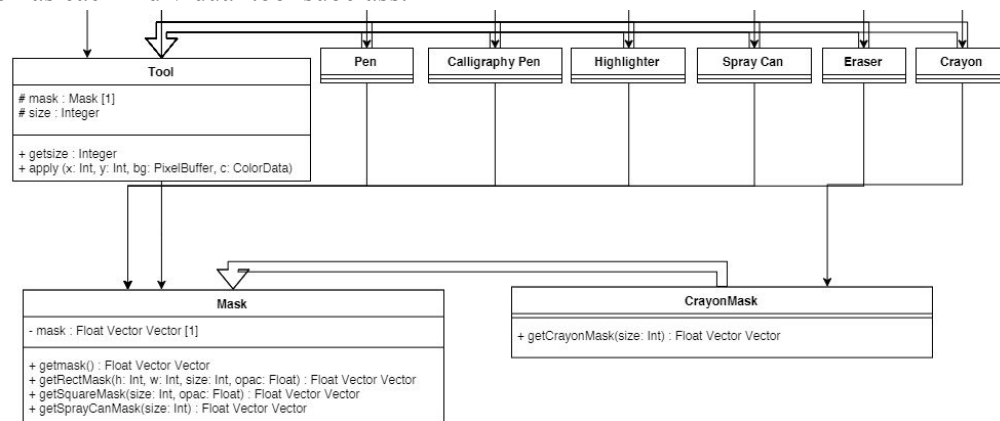 Tool
# mask : Mask [1]
# size : Integer
+ getsize : Integer
+ apply (x: Int, y: Int, bg: PixelBuffer, c: ColorData)
Pen
Calligraphy Pen
Highlighter
Spray Can
Eraser
Crayon
Mask
- mask : Float Vector Vector [1]
+ getmask() : Float Vector Vector
+ getRectMask(h: Int, w: Int, size: Int, opac: Float) : Float Vector Vector
+ getSquareMask(size: Int, opac: Float) : Float Vector Vector
+ getSprayCanMask(size: Int) : Float Vector Vector
CrayonMask
+ getCrayonMask(size: Int) : Float Vector Vector